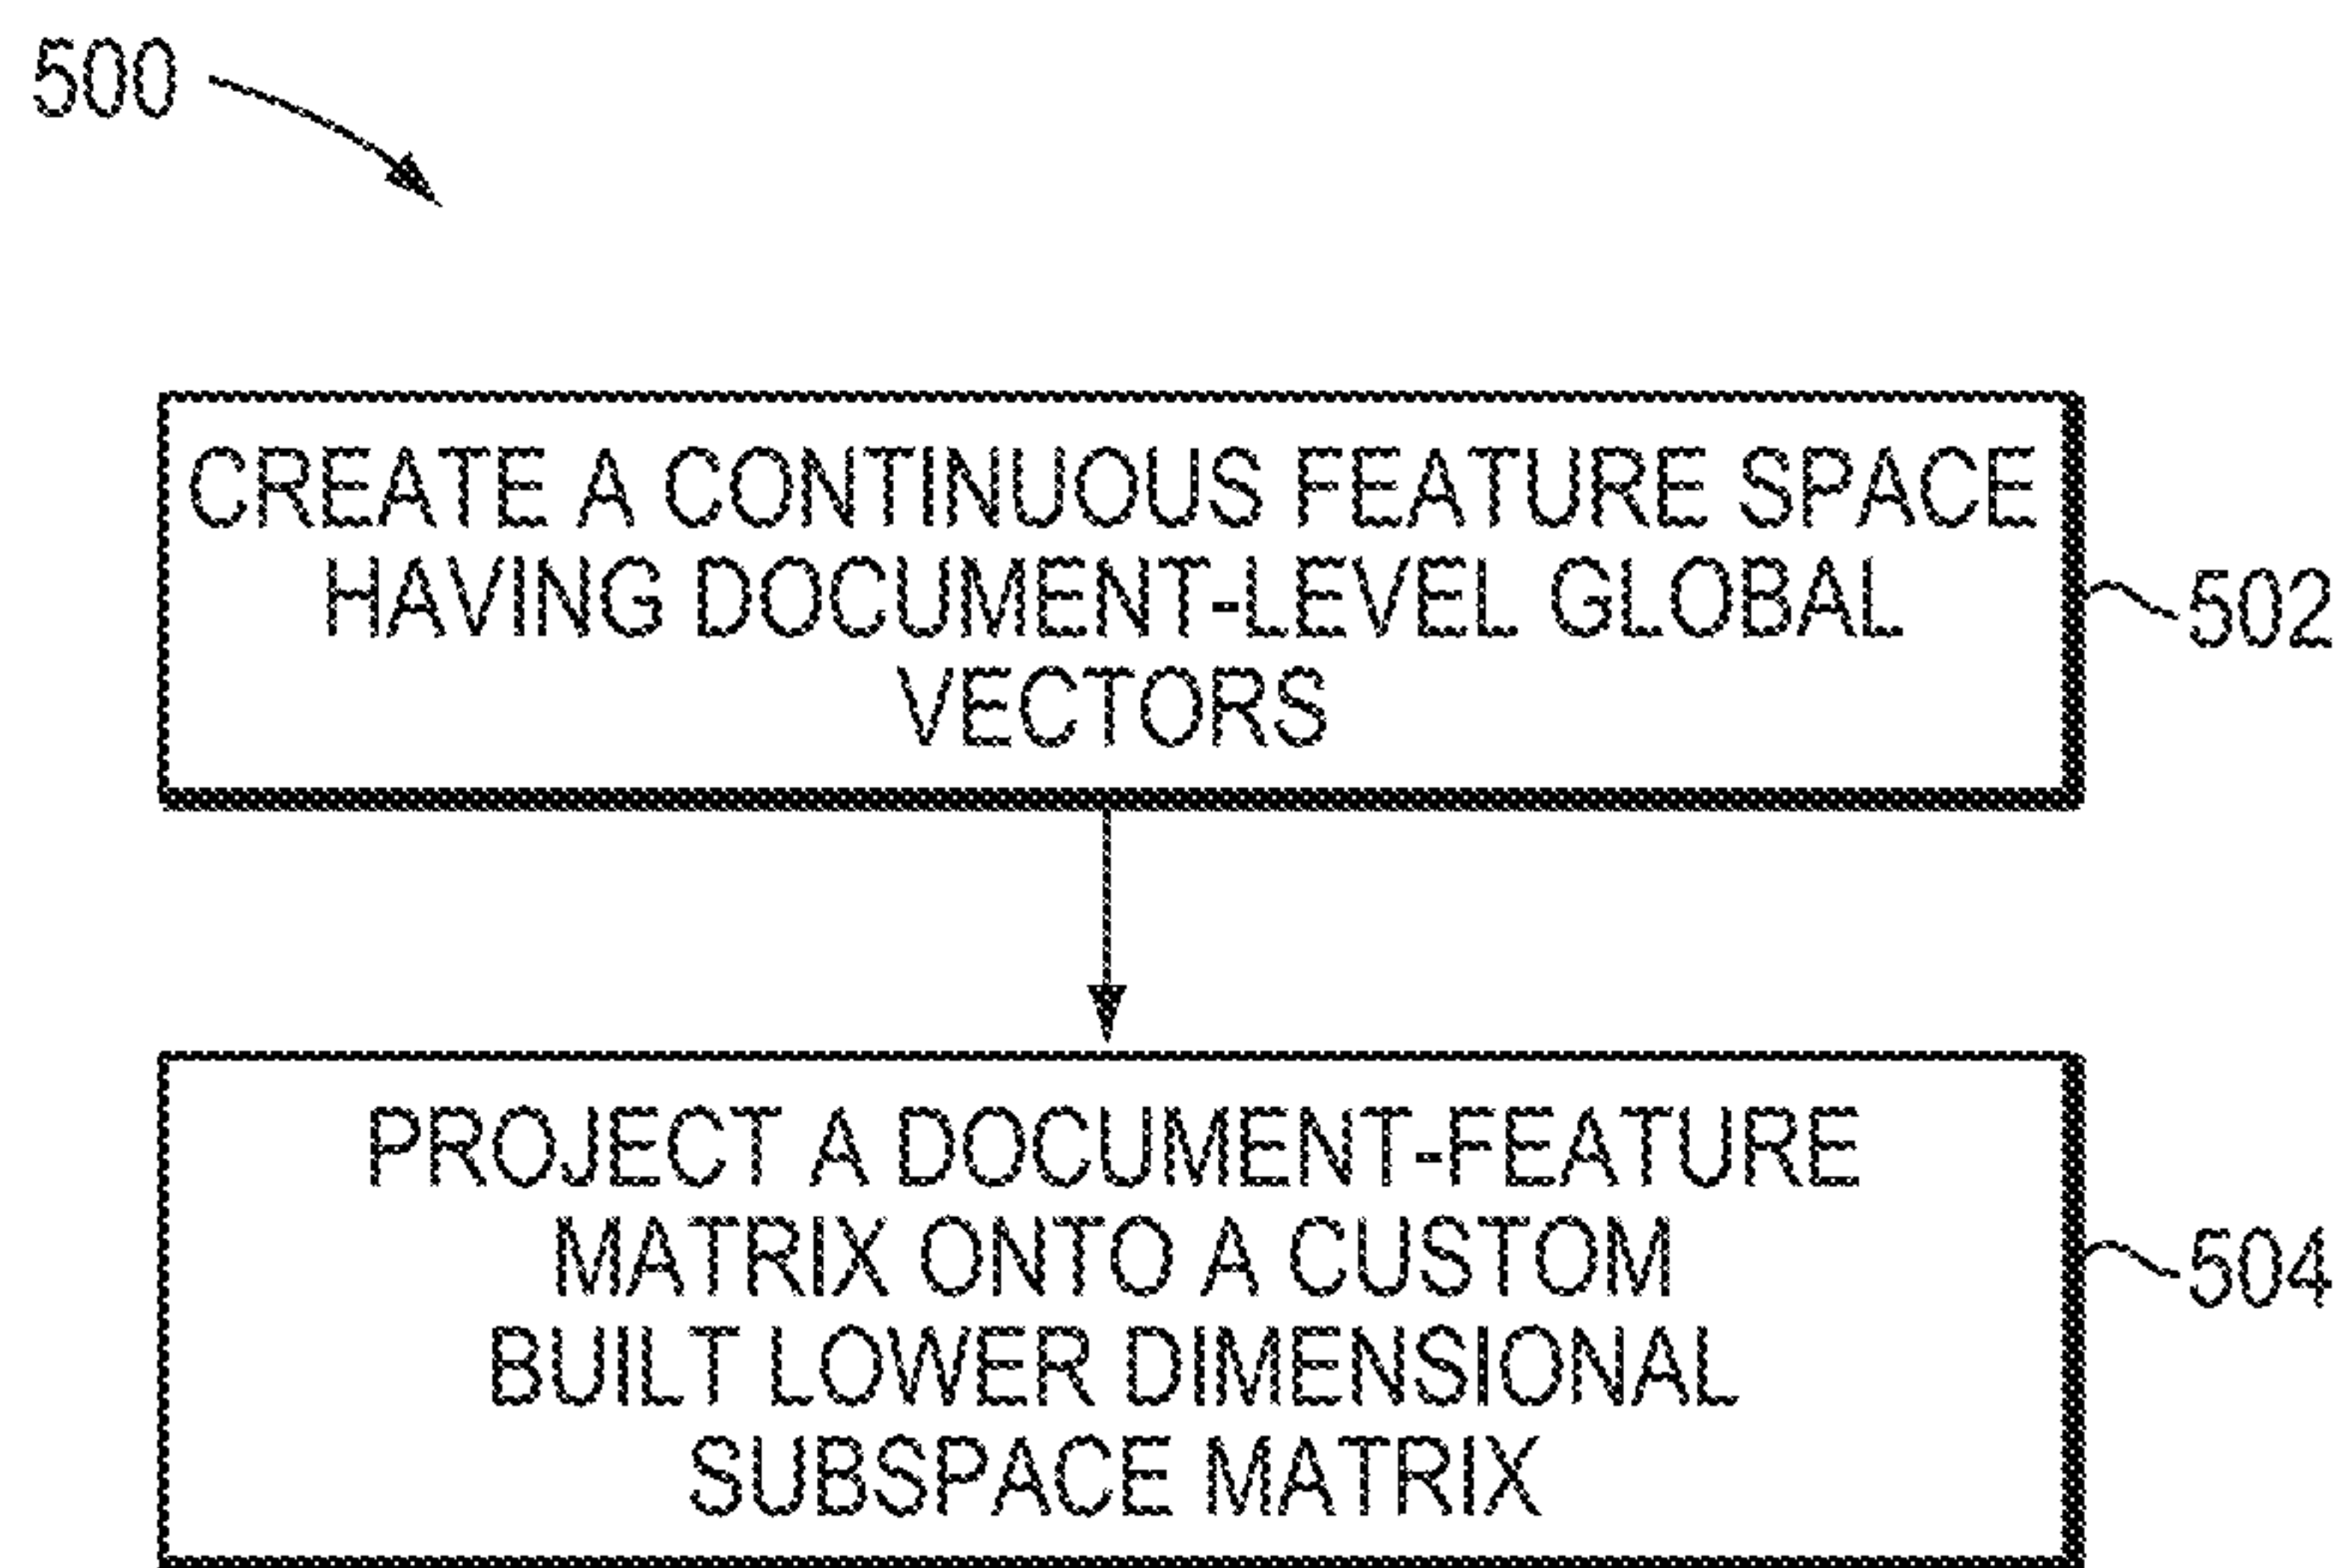 500
CREATE A CONTINUOUS FEATURE SPACE
HAVING DOCUMENT-LEVEL GLOBAL
VECTORS
502
PROJECT A DOCUMENT-FEATURE
MATRIX ONTO A CUSTOM
BUILT LOWER DIMENSIONAL
SUBSPACE MATRIX
504